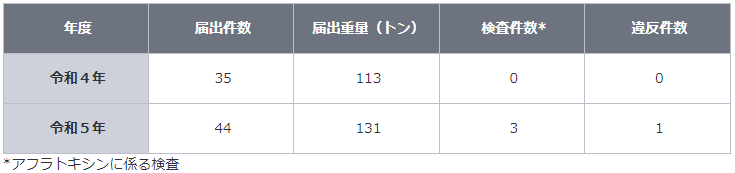 年度 届出件数 届出重量（トン） 検査件数* 違反件数
令和４年 35 113 0 0
令和５年 44 131 3 1
*アフラトキシンに係る検査